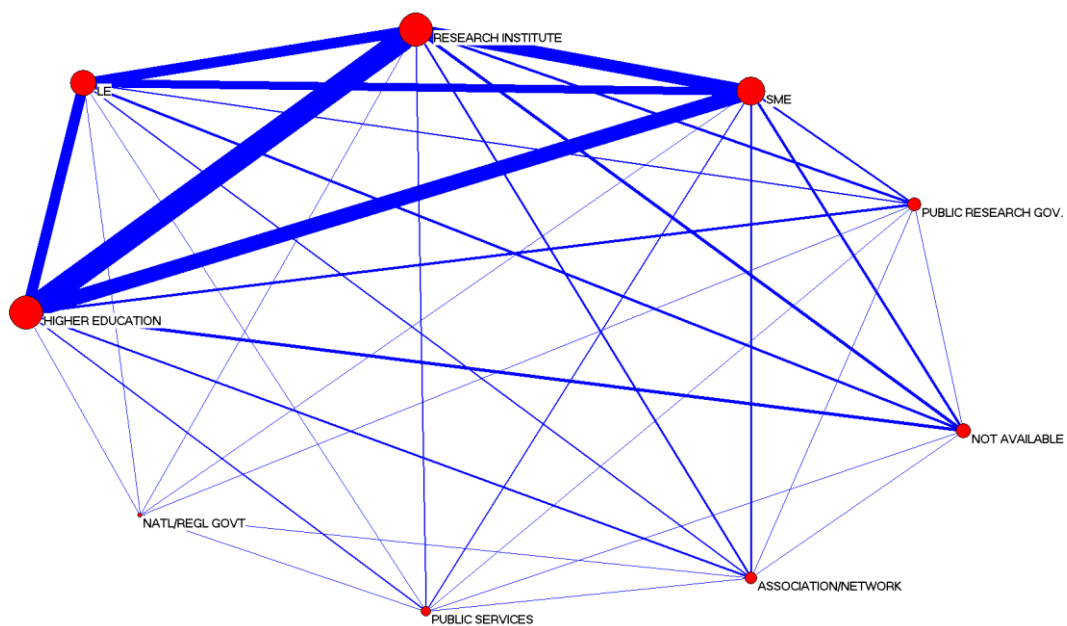 RESEARCH INSTITUTE
LE
SME
PUBLIC RESEARCH GOV.
HIGHER EDUCATION
NOT AVAILABLE
NATL/REGL GOVT
ASSOCIATION/NETWORK
PUBLIC SERVICES